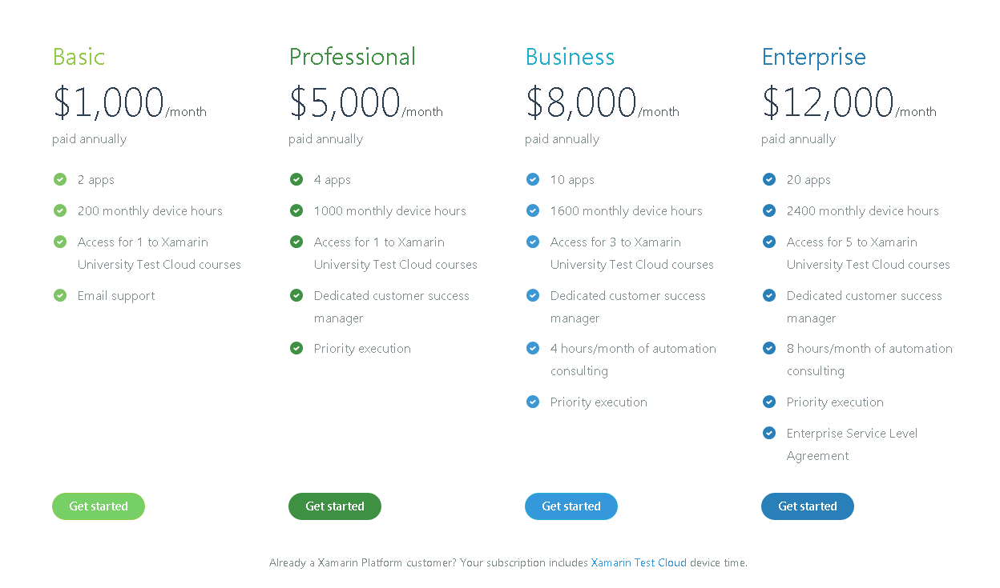 Basic
$1,000/month
paid annually
2 apps
200 monthly device hours
Access for 1 to Xamarin
University Test Cloud courses
Email support
Get started
Professional
$5,000/month
paid annually
4 apps
1000 monthly device hours
Access for 1 to Xamarin
University Test Cloud courses
Dedicated customer success
manager
Priority execution
Get started
Business
$8,000/month
paid annually
10 apps
1600 monthly device hours
Access for 3 to Xamarin
University Test Cloud courses
Dedicated customer success
manager
4 hours/month of automation
consulting
Priority execution
Get started
Enterprise
$12,000/month
paid annually
20 apps
2400 monthly device hours
Access for 5 to Xamarin
University Test Cloud courses
Dedicated customer success
manager
8 hours/month of automation
consulting
Priority execution
Enterprise Service Level
Agreement
Get started
Already a Xamarin Platform customer? Your subscription includes Xamarin Test Cloud device time.